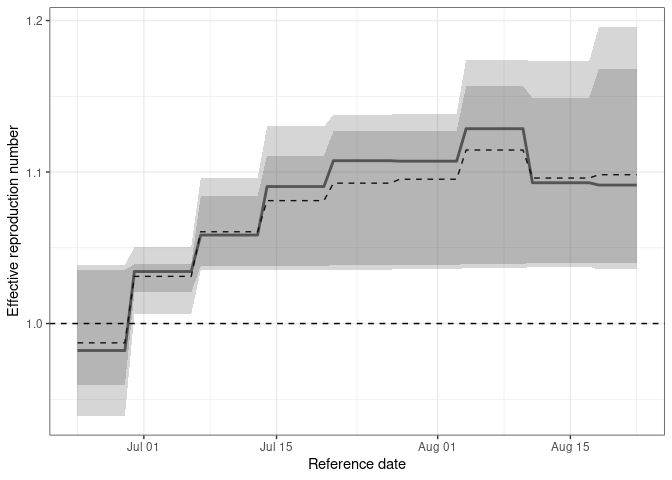 Effective reproduction number
1.2
1.1
1.0
Jul 01
Jul 15
Aug 01
Aug 15
Reference date